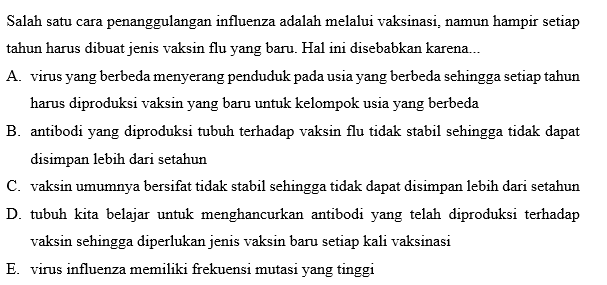 Salah satu cara penanggulangan influenza adalah melalui vaksinasi, namun hampir setiap
tahun harus dibuat jenis vaksin flu yang baru. Hal ini disebabkan karena...
A. virus yang berbeda menyerang penduduk pada usia yang berbeda sehingga setiap tahun
harus diproduksi vaksin yang baru untuk kelompok usia yang berbeda
B. antibodi yang diproduksi tubuh terhadap vaksin flu tidak stabil sehingga tidak dapat
disimpan lebih dari setahun
C. vaksin umumnya bersifat tidak stabil sehingga tidak dapat disimpan lebih dari setahun
D. tubuh kita belajar untuk menghancurkan antibodi yang telah diproduksi terhadap
vaksin sehingga diperlukan jenis vaksin baru setiap kali vaksinasi
E. virus influenza memiliki frekuensi mutasi yang tinggi